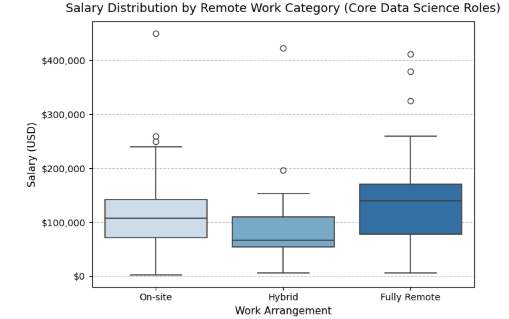 Salary Distribution by Remote Work Category (Core Data Science Roles)
$400,000
$300,000
$200,000
$100,000
$0
Salary (USD)
On-site Hybrid Fully Remote
Work Arrangement